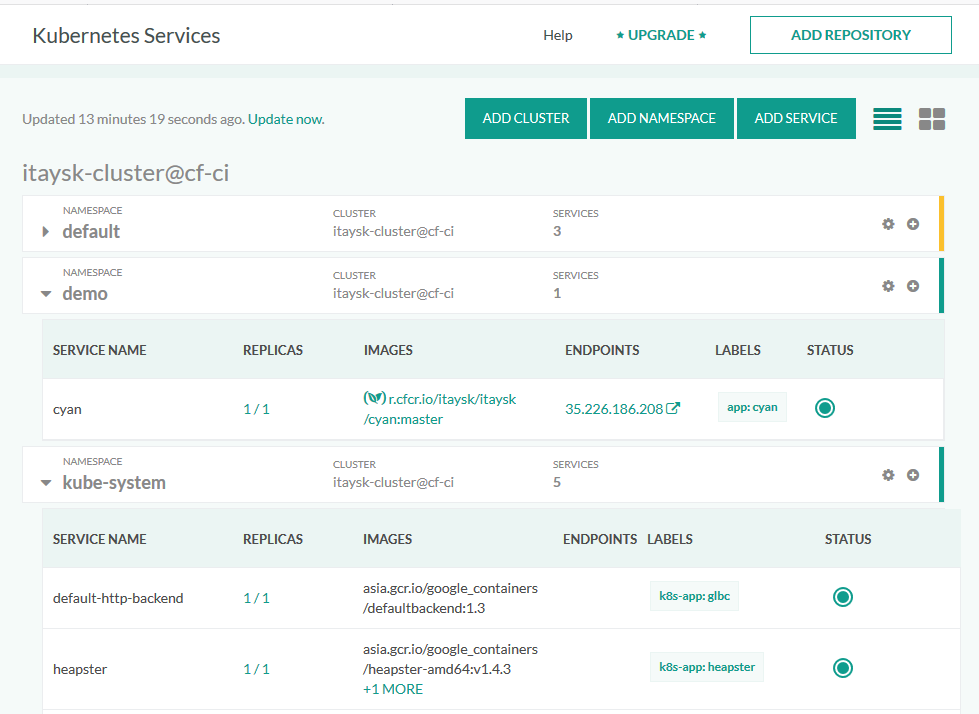 Kubernetes Services
Help
★ UPGRADE ★
ADD REPOSITORY
Updated 13 minutes 19 seconds ago. Update now.
ADD CLUSTER
ADD NAMESPACE
ADD SERVICE
itaysk-cluster@cf-ci
NAMESPACE CLUSTER SERVICES
default itaysk-cluster@cf-ci 3
NAMESPACE CLUSTER SERVICES
demo itaysk-cluster@cf-ci 1
SERVICE NAME REPLICAS IMAGES ENDPOINTS LABELS STATUS
cyan 1 / 1 r.cfcr.io/itaysk/itaysk
/cyan:master 35.226.186.208 app: cyan
NAMESPACE CLUSTER SERVICES
kube-system itaysk-cluster@cf-ci 5
SERVICE NAME REPLICAS IMAGES ENDPOINTS LABELS STATUS
default-http-backend 1 / 1 asia.gcr.io/google_containers
/defaultbackend:1.3 k8s-app: glbc
heapster 1 / 1 asia.gcr.io/google_containers
/heapster-amd64:v1.4.3
+1 MORE k8s-app: heapster